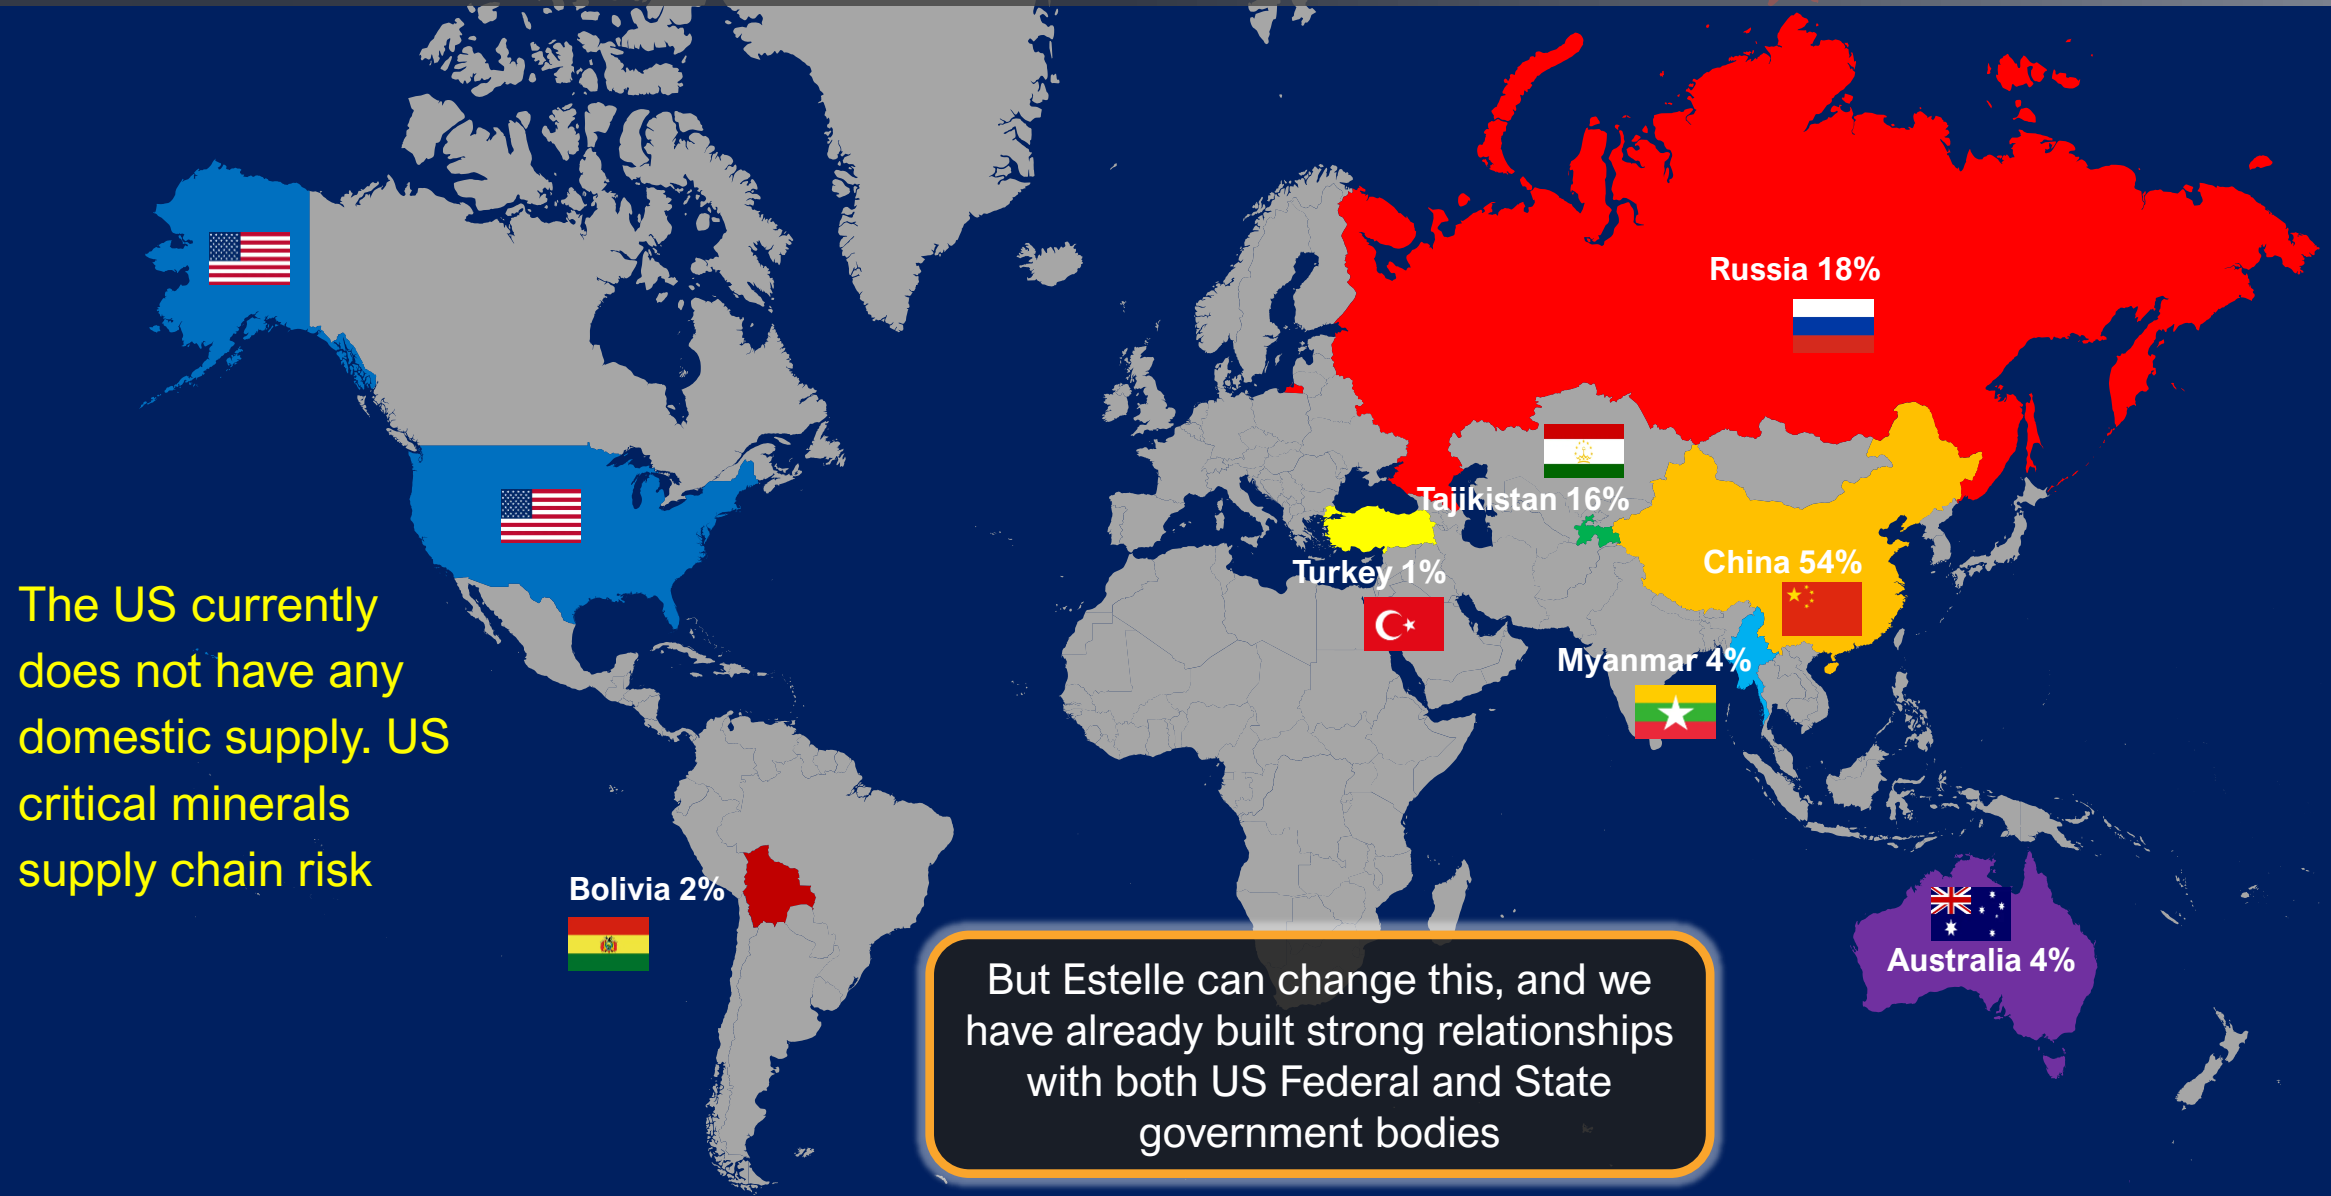 Russia 18%
Tajikistan 16%
China 54%
Turkey 1%
Myanmar 4%
The US currently
does not have any
domestic supply. US
critical minerals
supply chain risk
Bolivia 2%
Australia 4%
But Estelle can change this, and we
have already built strong relationships
with both US Federal and State
government bodies